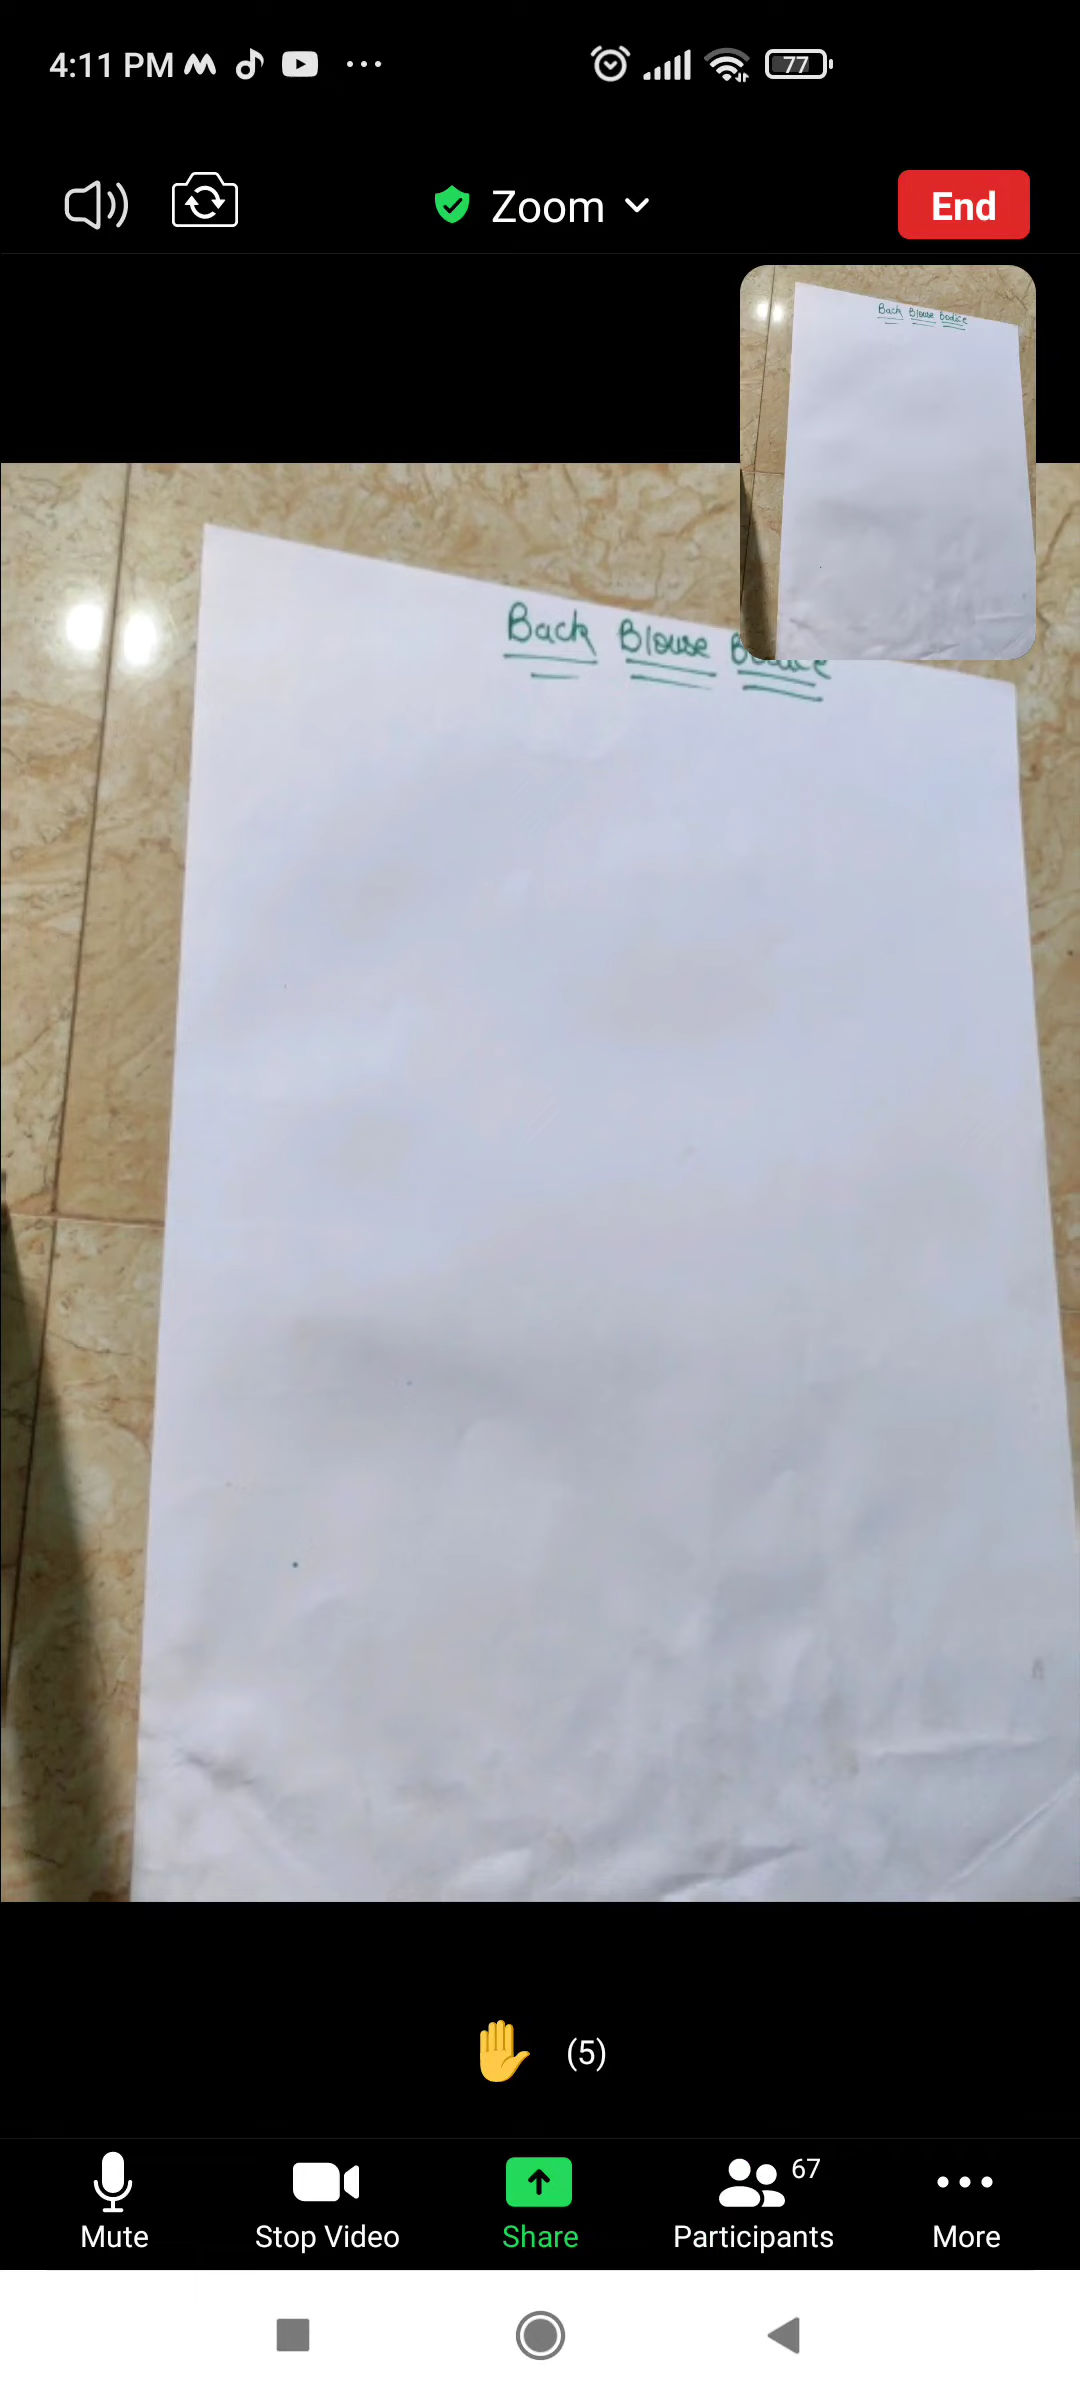 4:11 PM
77
Zoom
End
Back Blouse Bodice
Back Blouse Bodice
(5)
67
Mute
Stop Video
Share
Participants
More